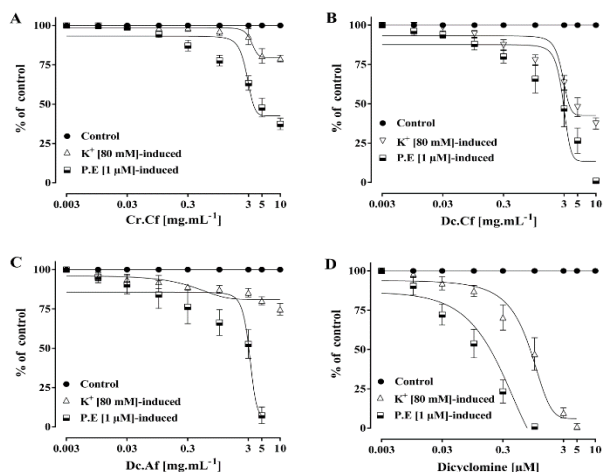 A
100
75
50
25
0
% of control
Control
K⁺ [80 mM]-induced
P.E [1 µM]-induced
0.003 0.03 0.3 3 5 10
Cr.Cf [mg.mL⁻¹]
B
100
75
50
25
0
% of control
Control
K⁺ [80 mM]-induced
P.E [1 µM]-induced
0.003 0.03 0.3 3 5 10
Dc.Cf [mg.mL⁻¹]
C
100
75
50
25
0
% of control
Control
K⁺ [80 mM]-induced
P.E [1 µM]-induced
0.003 0.03 0.3 3 5 10
Dc.Af [mg.mL⁻¹]
D
100
75
50
25
0
% of control
Control
K⁺ [80 mM]-induced
P.E [1 µM]-induced
0.003 0.03 0.3 3 5 10
Dicyclomine [µM]